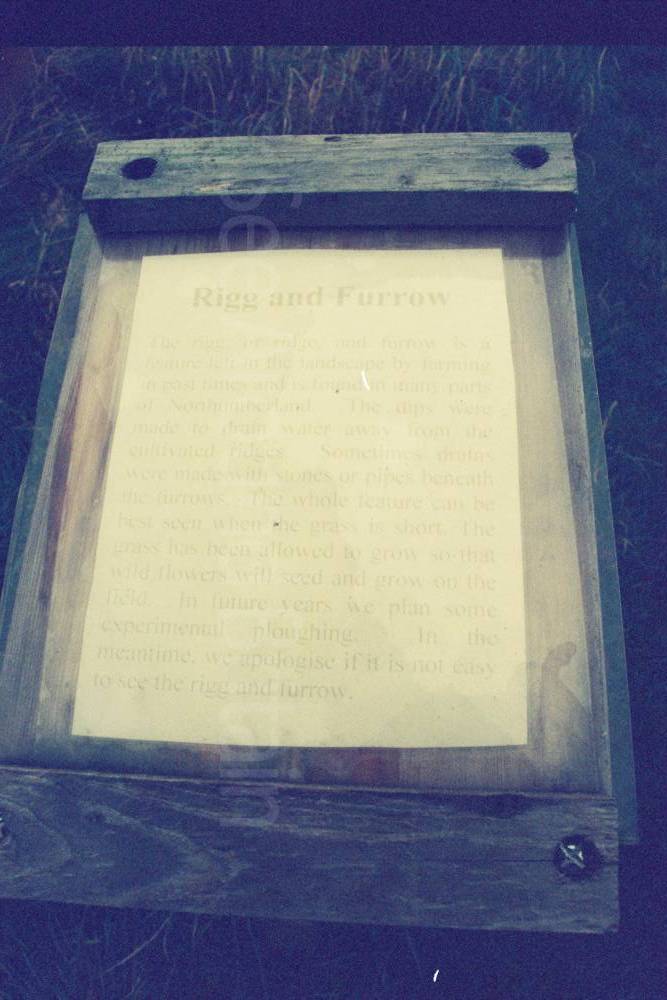 Rigg and Furrow
The rigg, or ridge, and furrow is a
feature left in the landscape by farming
in past times and is found in many parts
of Northumberland. The dips were
made to drain water away from the
cultivated ridges. Sometimes drains
were made with stones or pipes beneath
the furrows. The whole feature can be
best seen when the grass is short. The
grass has been allowed to grow so that
wild flowers will seed and grow on the
field. In future years we plan some
experimental ploughing. In the
meantime, we apologise if it is not easy
to see the rigg and furrow.